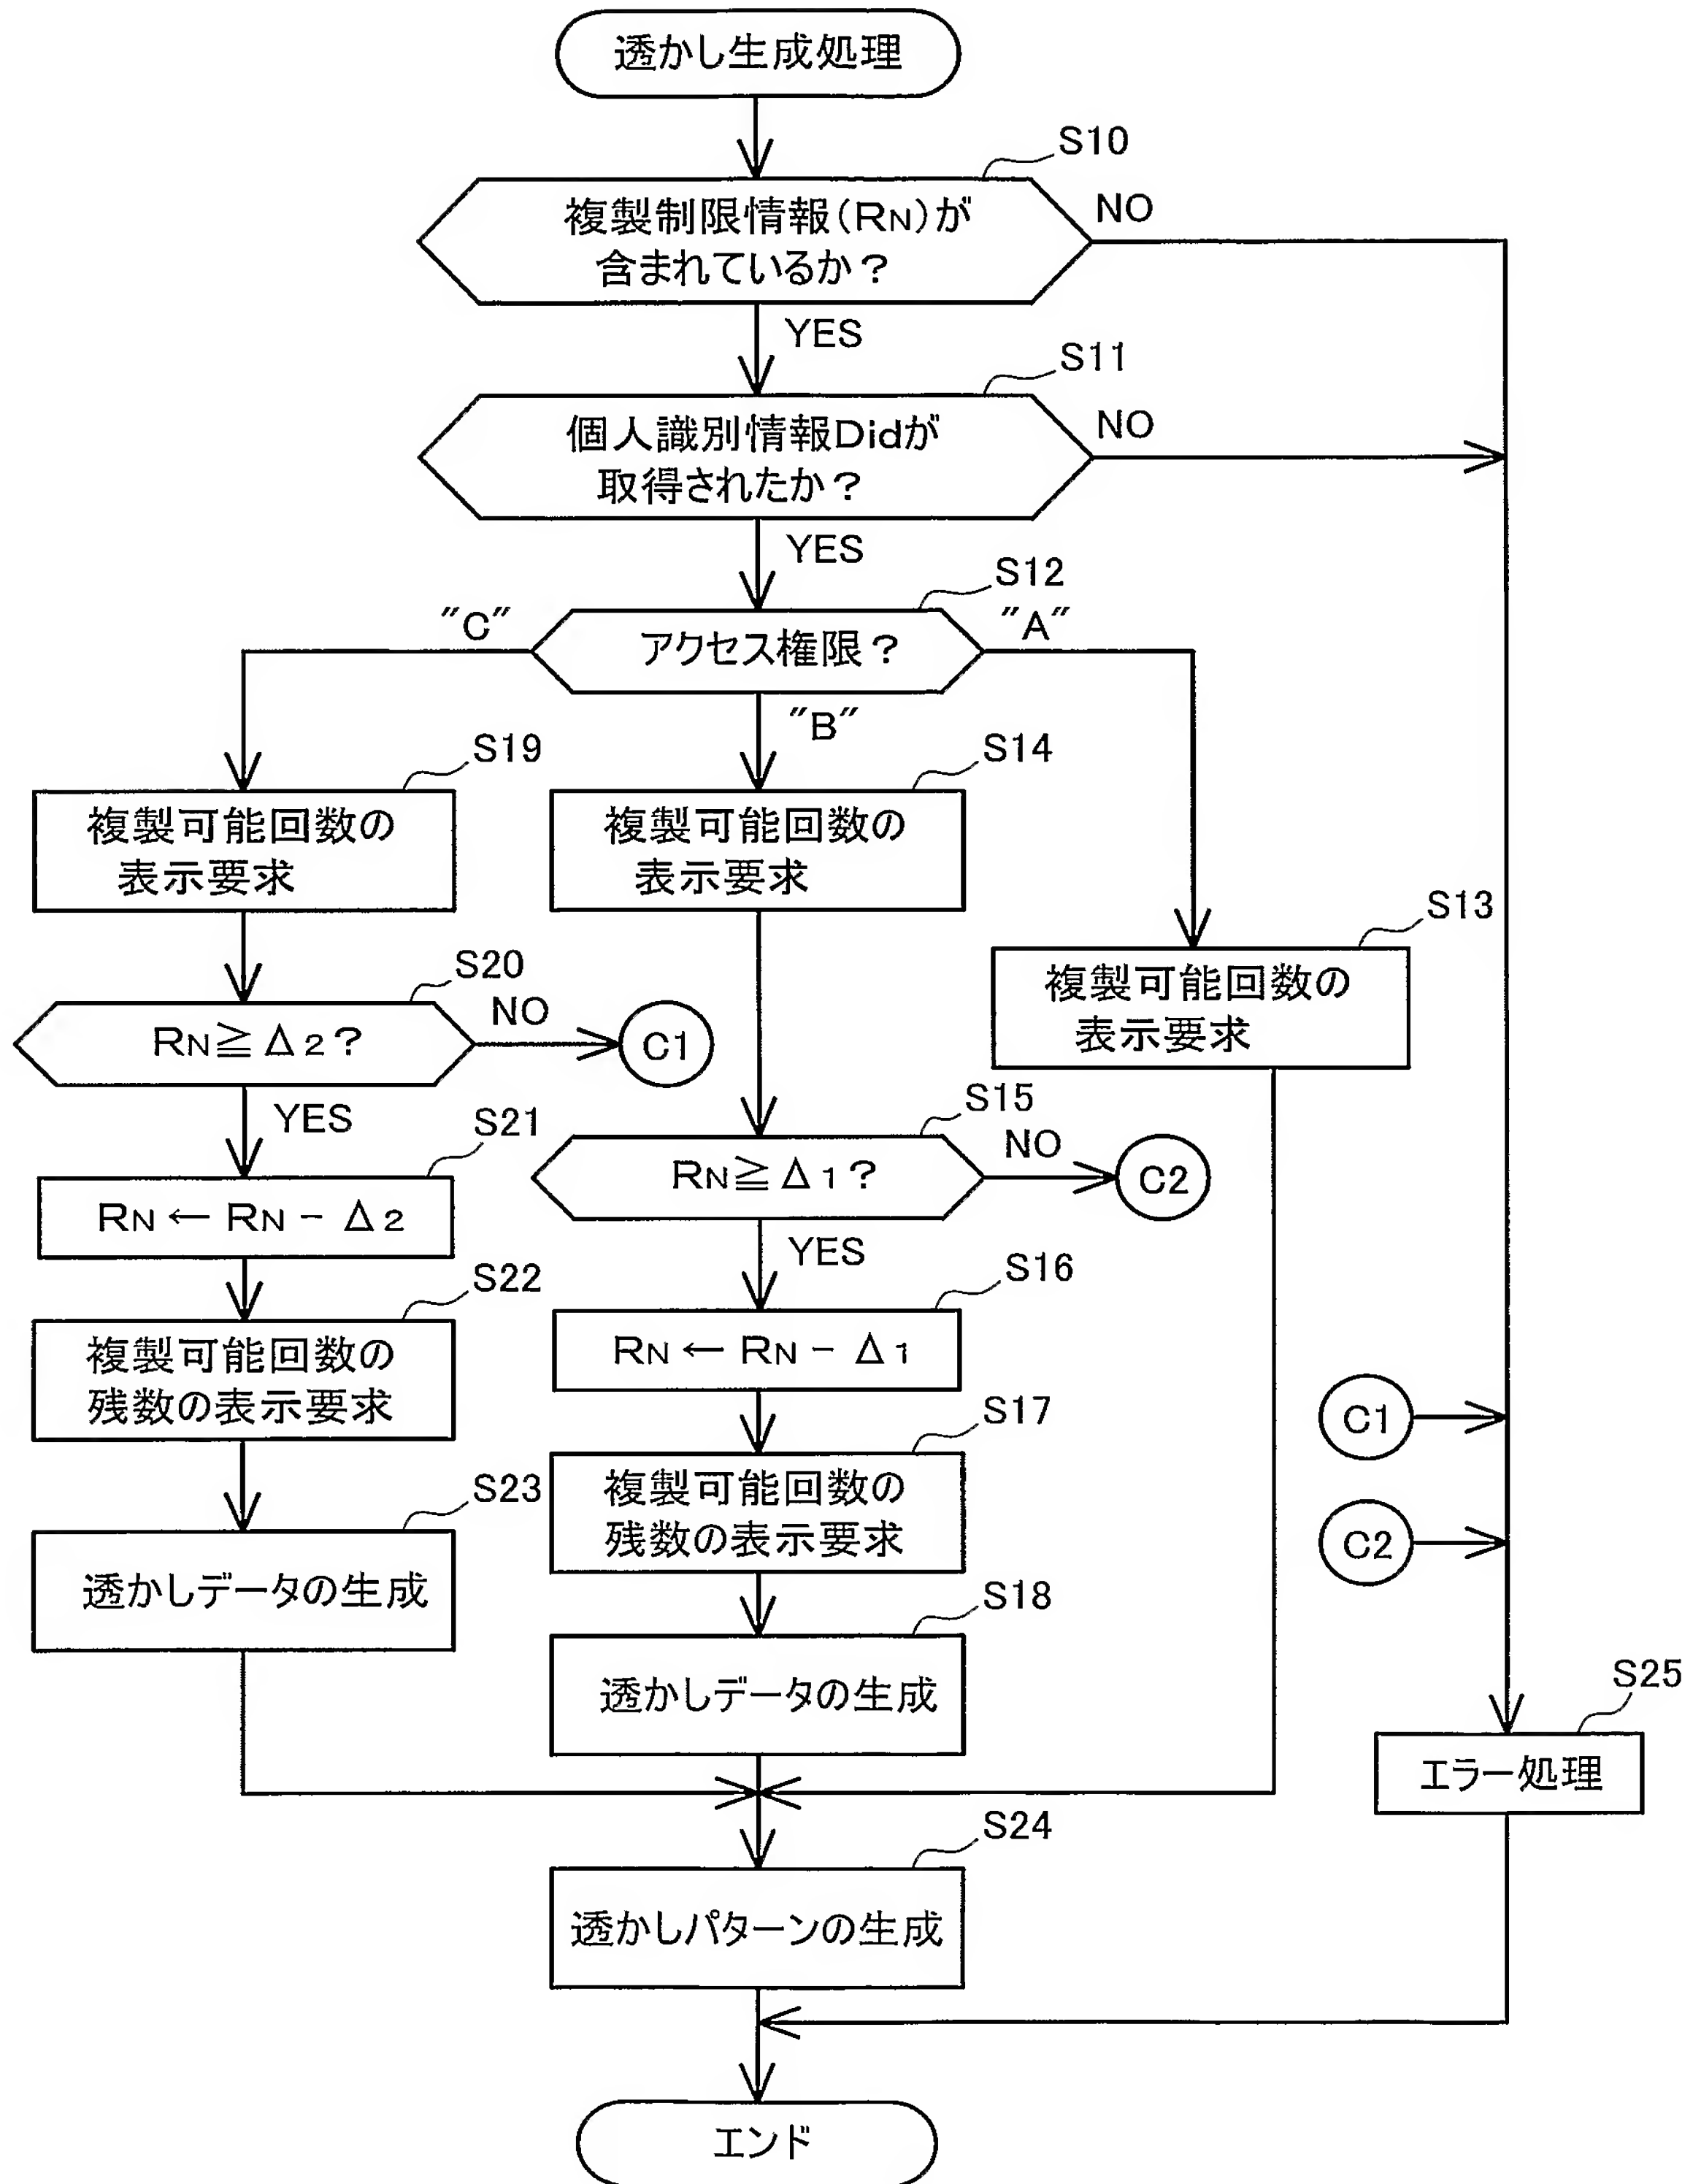 透かし生成処理
S10
複製制限情報(RN)が
含まれているか?
NO
YES
S11
個人識別情報Didが
取得されたか?
NO
YES
S12
"C"
アクセス権限?
"A"
"B"
S19
複製可能回数の
表示要求
S14
複製可能回数の
表示要求
S13
複製可能回数の
表示要求
S20
RN≧Δ2?
NO
C1
YES
S15
RN≧Δ1?
NO
C2
YES
S21
RN←RN-Δ2
S16
RN←RN-Δ1
S22
複製可能回数の
残数の表示要求
S17
複製可能回数の
残数の表示要求
C1
C2
S23
透かしデータの生成
S18
透かしデータの生成
S25
エラー処理
S24
透かしパターンの生成
エンド